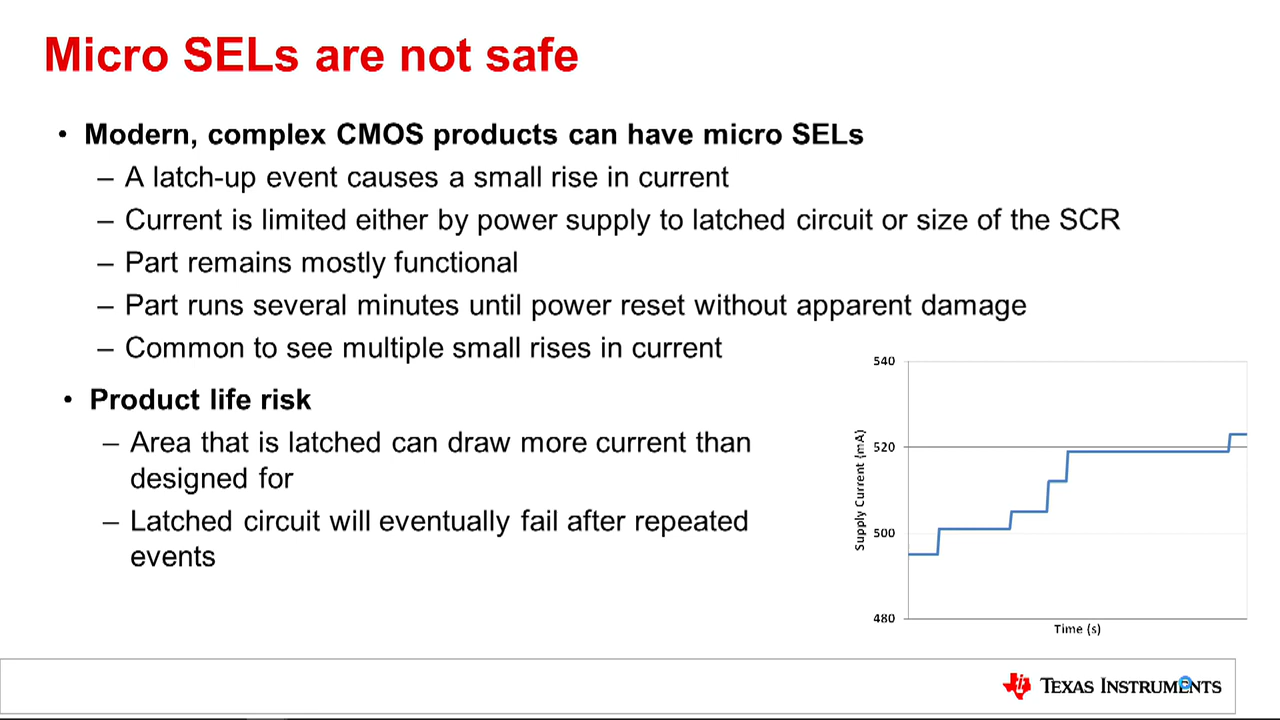 Micro SELs are not safe
• Modern, complex CMOS products can have micro SELs
– A latch-up event causes a small rise in current
– Current is limited either by power supply to latched circuit or size of the SCR
– Part remains mostly functional
– Part runs several minutes until power reset without apparent damage
– Common to see multiple small rises in current
• Product life risk
– Area that is latched can draw more current than
designed for
– Latched circuit will eventually fail after repeated
events
540
520
500
480
Supply Current (mA)
Time (s)
TEXAS INSTRUMENTS